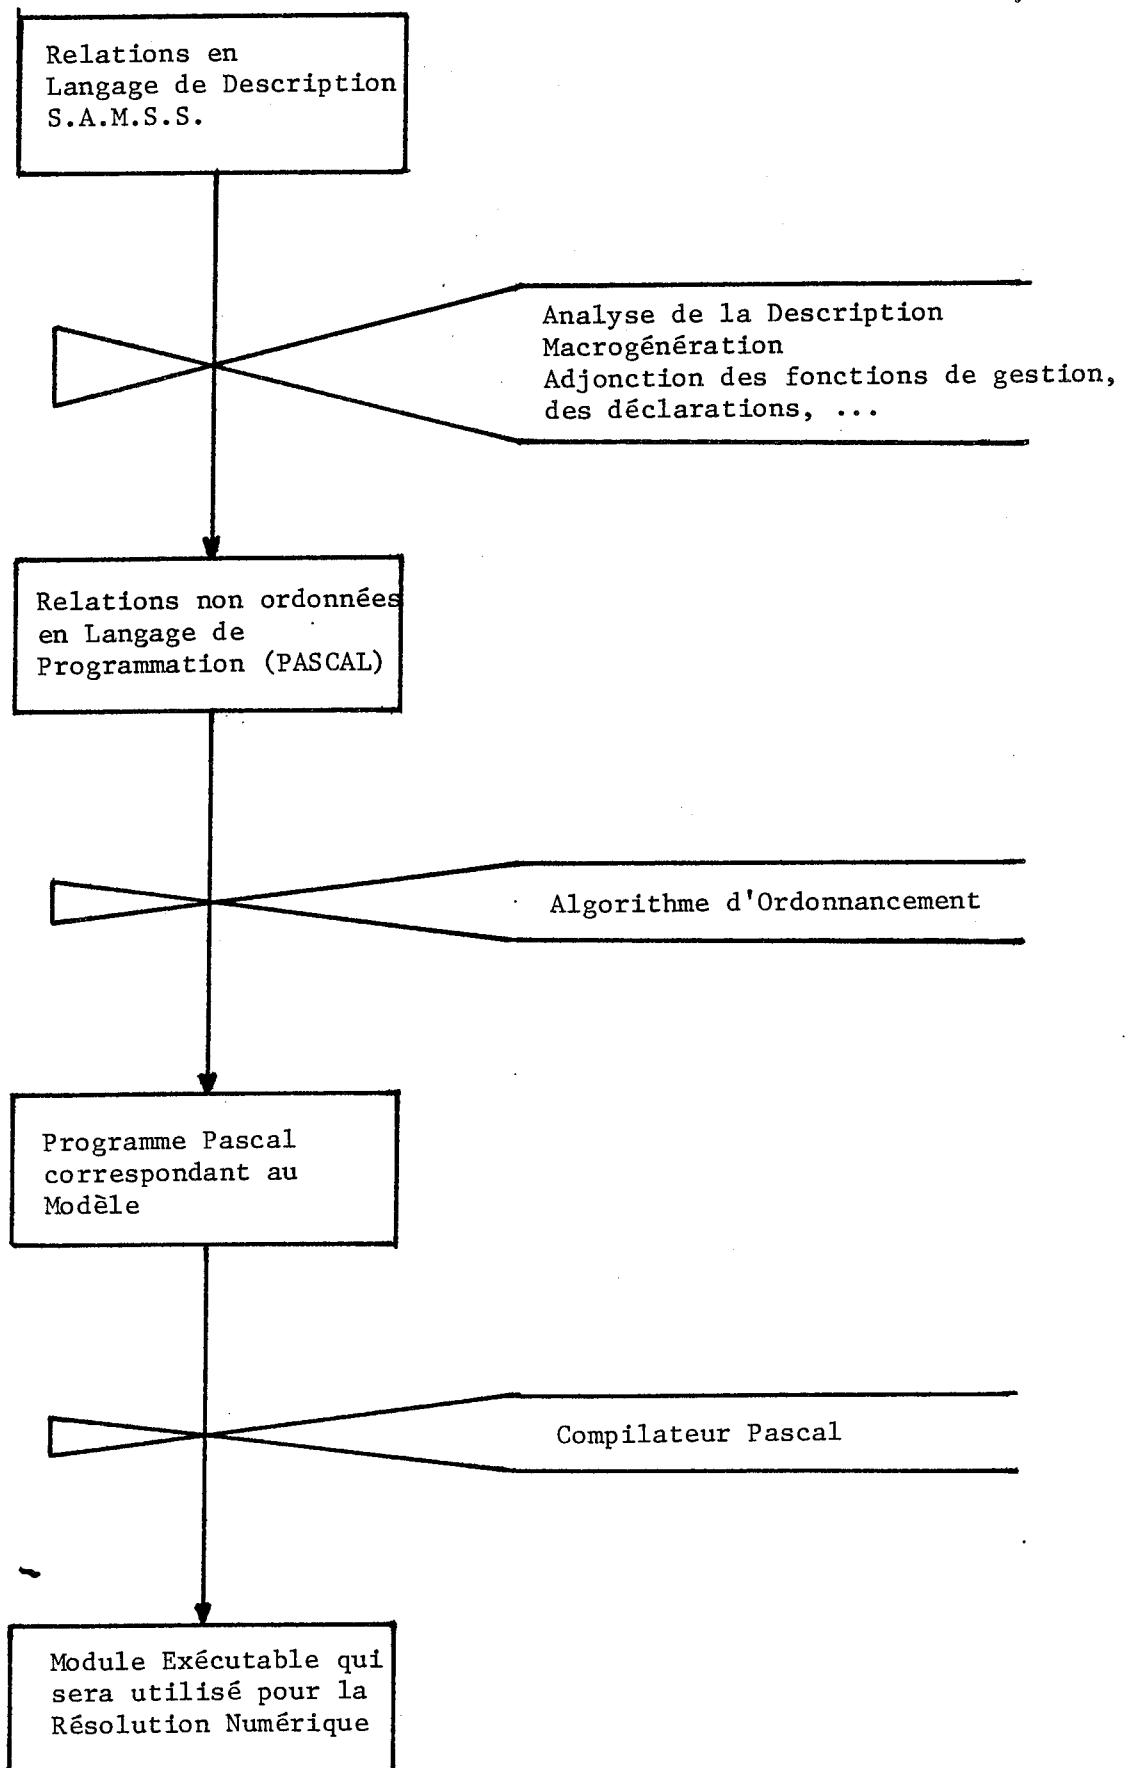 Relations en
Langage de Description
S.A.M.S.S.
Analyse de la Description
Macrogénération
Adjonction des fonctions de gestion,
des déclarations, ...
Relations non ordonnées
en Langage de
Programmation (PASCAL)
Algorithme d'Ordonnancement
Programme Pascal
correspondant au
Modèle
Compilateur Pascal
Module Exécutable qui
sera utilisé pour la
Résolution Numérique